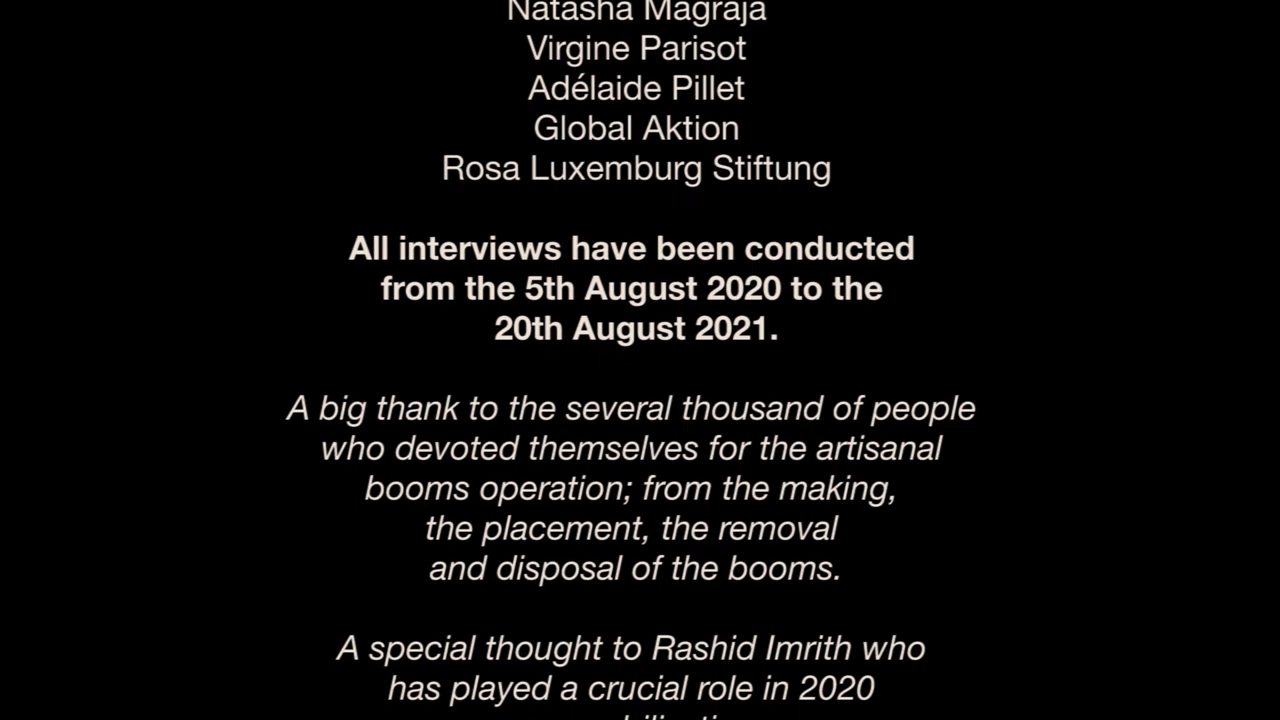 Natasha Magraja
Virgine Parisot
Adélaide Pillet
Global Aktion
Rosa Luxemburg Stiftung
All interviews have been conducted
from the 5th August 2020 to the
20th August 2021.
A big thank to the several thousand of people
who devoted themselves for the artisanal
booms operation; from the making,
the placement, the removal
and disposal of the booms.
A special thought to Rashid Imrith who
has played a crucial role in 2020